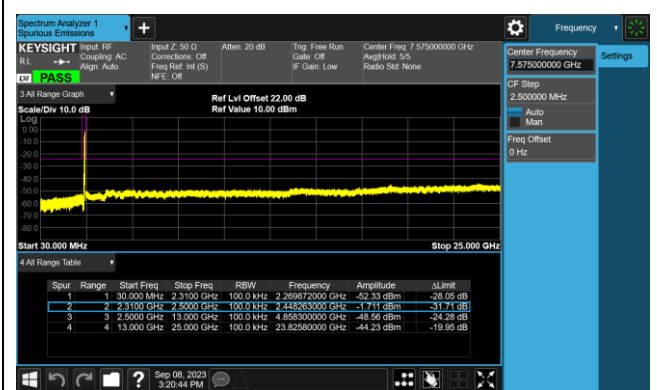 Spectrum Analyzer 1
Spurious Emissions
Frequency
KEYSIGHT
RL
Input: RF
Coupling: AC
Align: Auto
Input Z: 50 Ω
Corrections: Off
Freq Ref: Int (S)
NFE: Off
Atten: 20 dB
Trig: Free Run
Gate: Off
IF Gain: Low
Center Freq: 7.575000000 GHz
Avg|Hold: 5/5
Radio Std: None
LXI
PASS
Center Frequency
7.575000000 GHz
Settings
CF Step
2.500000 MHz
Auto
Man
Freq Offset
0 Hz
3 All Range Graph
Scale/Div 10.0 dB
Ref Lvl Offset 22.00 dB
Ref Value 10.00 dBm
Log
0.00
-10.0
-20.0
-30.0
-40.0
-50.0
-60.0
-70.0
-80.0
Start 30.000 MHz
Stop 25.000 GHz
4 All Range Table
Spur Range Start Freq Stop Freq RBW Frequency Amplitude ΔLimit
1 1 30.000 MHz 2.3100 GHz 100.0 kHz 2.269872000 GHz -52.33 dBm -28.05 dB
2 2 2.3100 GHz 2.5000 GHz 100.0 kHz 2.448263000 GHz -1.711 dBm -31.71 dB
3 3 2.5000 GHz 13.000 GHz 100.0 kHz 4.858300000 GHz -48.56 dBm -24.28 dB
4 4 13.000 GHz 25.000 GHz 100.0 kHz 23.82580000 GHz -44.23 dBm -19.95 dB
Sep 08, 2023
3:20:44 PM